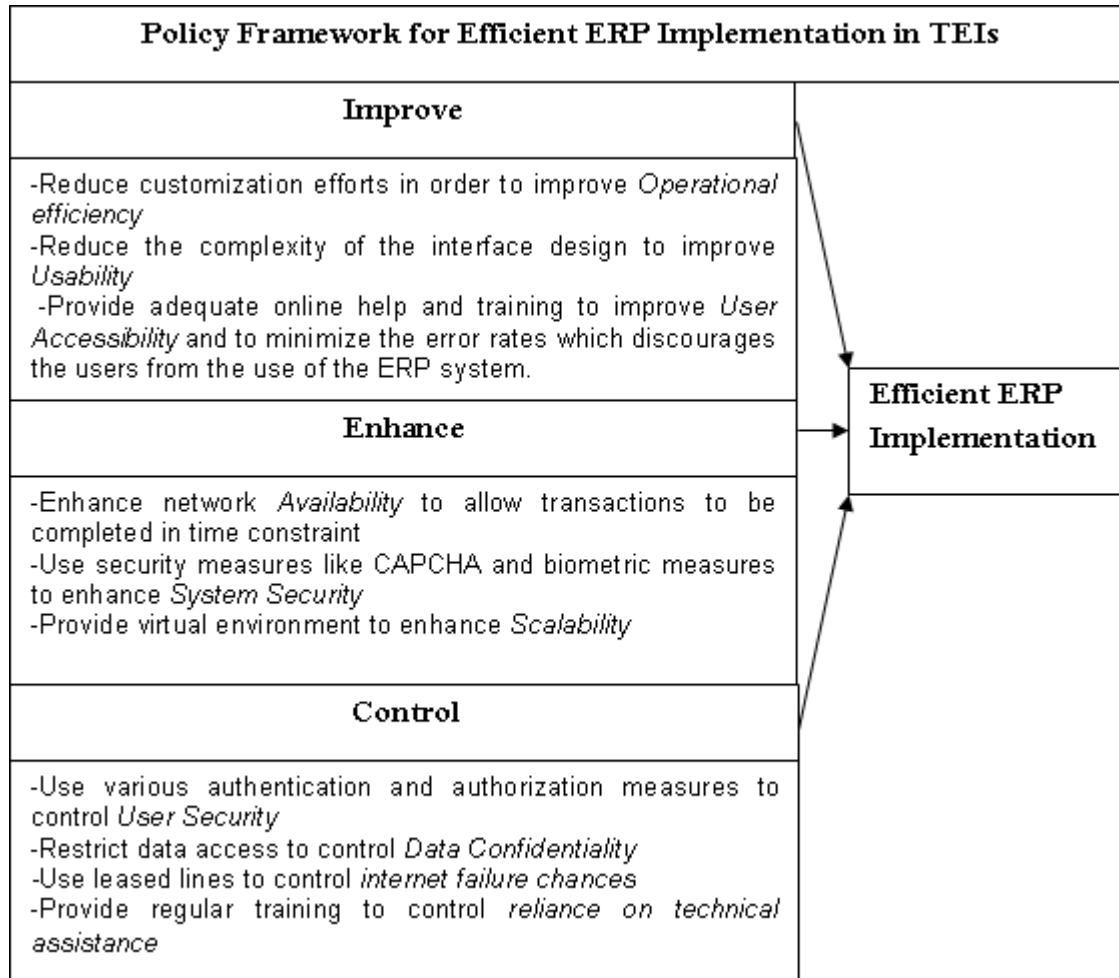 Policy Framework for Efficient ERP Implementation in TEIs
Improve
-Reduce customization efforts in order to improve Operational
efficiency
-Reduce the complexity of the interface design to improve
Usability
-Provide adequate online help and training to improve User
Accessibility and to minimize the error rates which discourages
the users from the use of the ERP system.
Enhance
-Enhance network Availability to allow transactions to be
completed in time constraint
-Use security measures like CAPCHA and biometric measures
to enhance System Security
-Provide virtual environment to enhance Scalability
Control
-Use various authentication and authorization measures to
control User Security
-Restrict data access to control Data Confidentiality
-Use leased lines to control internet failure chances
-Provide regular training to control reliance on technical
assistance
Efficient ERP
Implementation